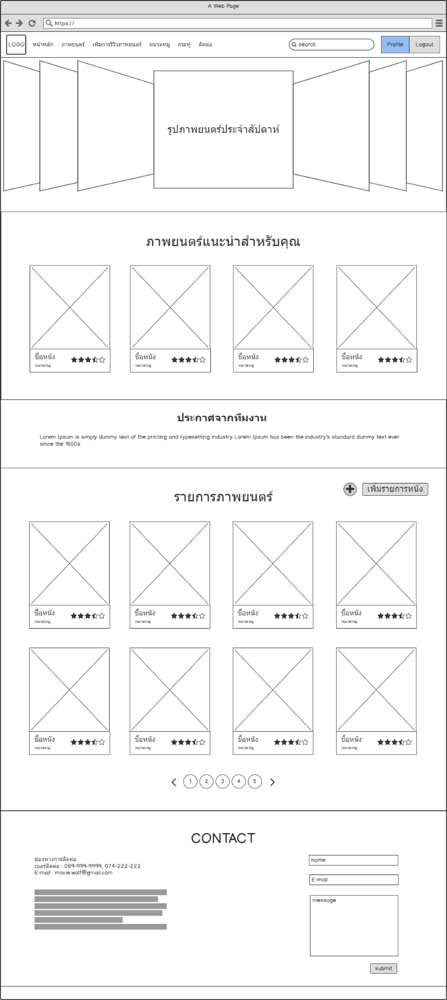 A Web Page
https://
LOGO หน้าหลัก ภาพยนตร์ เพิ่มการรีวิวภาพยนตร์ หมวดหมู่ กระทู้ ติดต่อ search Profile Logout
รูปภาพยนตร์ประจำสัปดาห์
ภาพยนตร์แนะนำสำหรับคุณ
ชื่อหนัง ชื่อหนัง ชื่อหนัง ชื่อหนัง
หมวดหมู่ หมวดหมู่ หมวดหมู่ หมวดหมู่
ประกาศจากทีมงาน
Lorem Ipsum is simply dummy text of the printing and typesetting industry. Lorem Ipsum has been the industry's standard dummy text ever
since the 1500s
เพิ่มรายการหนัง
รายการภาพยนตร์
ชื่อหนัง ชื่อหนัง ชื่อหนัง ชื่อหนัง
หมวดหมู่ หมวดหมู่ หมวดหมู่ หมวดหมู่
ชื่อหนัง ชื่อหนัง ชื่อหนัง ชื่อหนัง
หมวดหมู่ หมวดหมู่ หมวดหมู่ หมวดหมู่
1 2 3 4 5
CONTACT
ช่องทางการติดต่อ
เบอร์ติดต่อ : 089-999-9999, 074-222-222
E-mail : movie.wolf@gmail.com
name
E-mail
message
submit